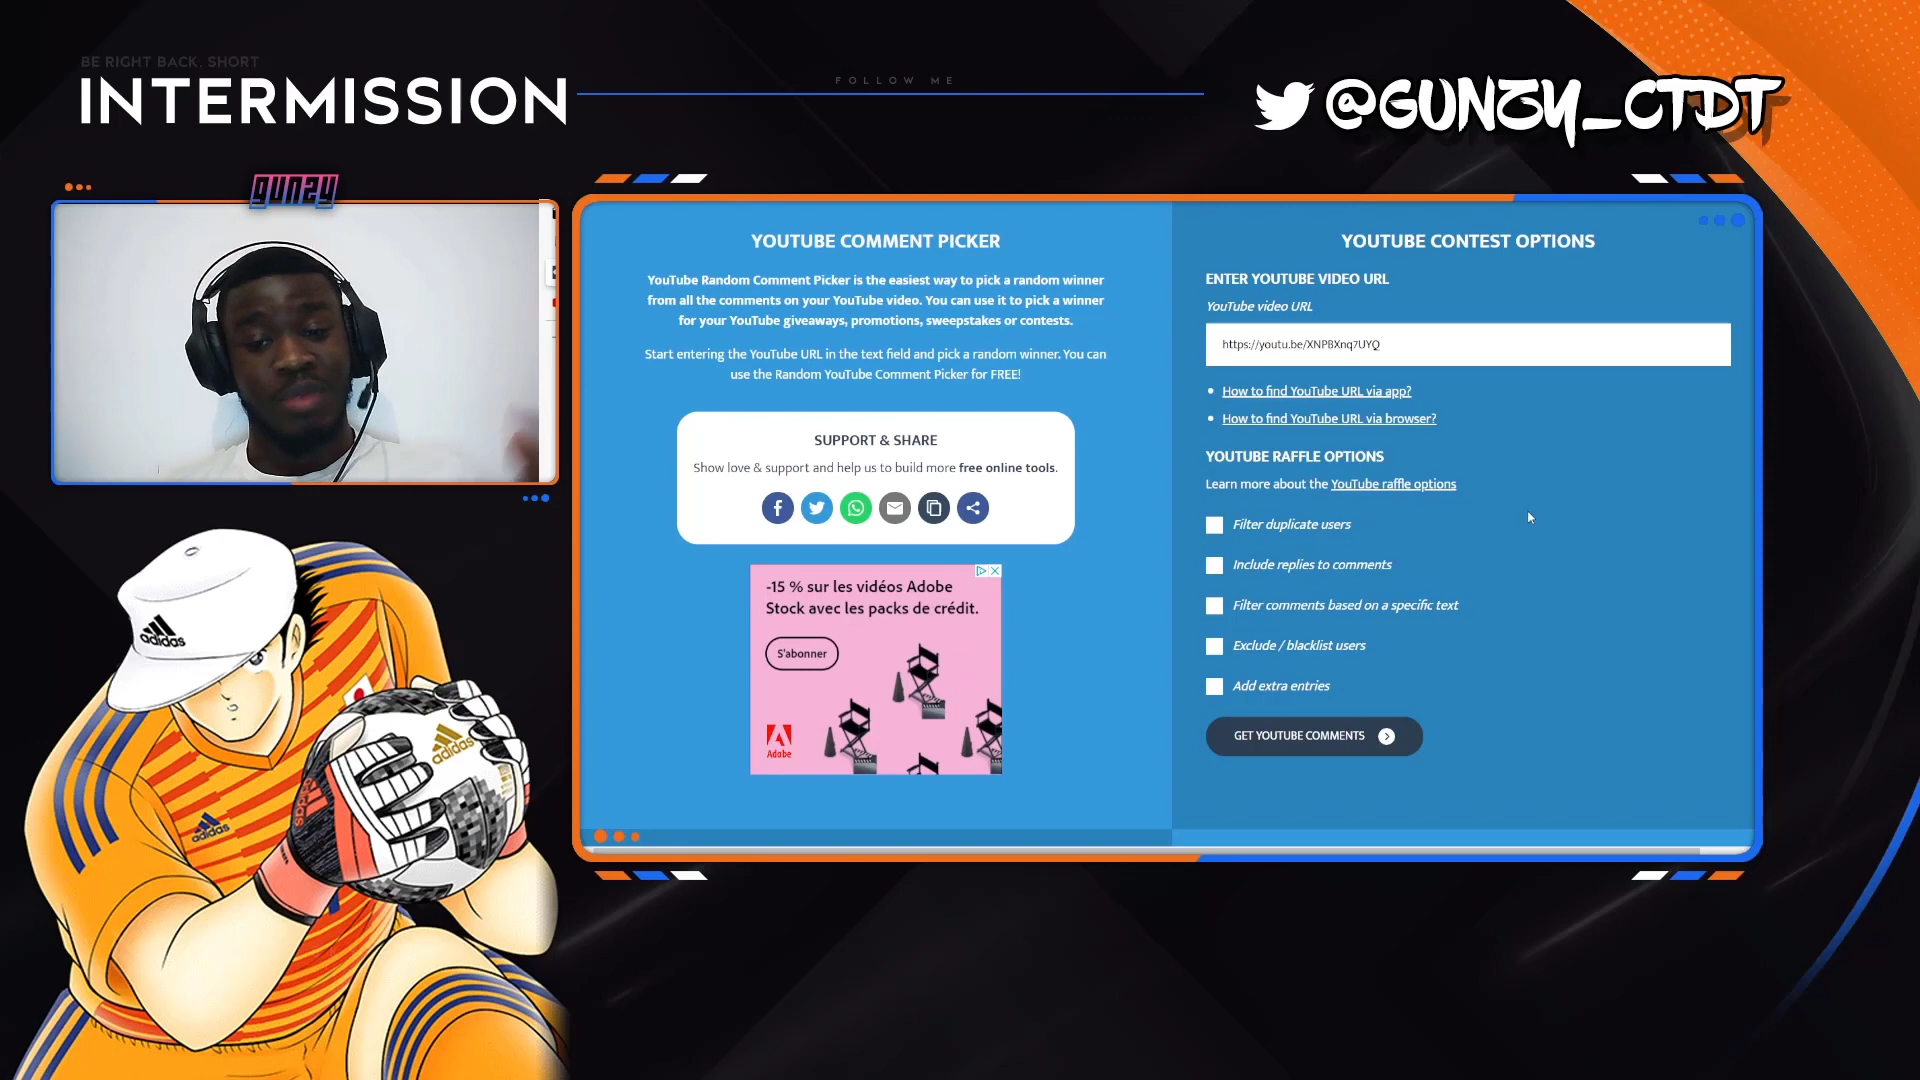 BE RIGHT BACK. SHORT
INTERMISSION
FOLLOW ME
@GUNZY_CTDT
gunzy
YOUTUBE COMMENT PICKER
YouTube Random Comment Picker is the easiest way to pick a random winner
from all the comments on your YouTube video. You can use it to pick a winner
for your YouTube giveaways, promotions, sweepstakes or contests.
Start entering the YouTube URL in the text field and pick a random winner. You can
use the Random YouTube Comment Picker for FREE!
SUPPORT & SHARE
Show love & support and help us to build more free online tools.
-15 % sur les vidéos Adobe
Stock avec les packs de crédit.
S'abonner
Adobe
YOUTUBE CONTEST OPTIONS
ENTER YOUTUBE VIDEO URL
YouTube video URL
https://youtu.be/XNPBXnq7UYQ
How to find YouTube URL via app?
How to find YouTube URL via browser?
YOUTUBE RAFFLE OPTIONS
Learn more about the YouTube raffle options
Filter duplicate users
Include replies to comments
Filter comments based on a specific text
Exclude / blacklist users
Add extra entries
GET YOUTUBE COMMENTS
adidas
adidas
adidas
adidas